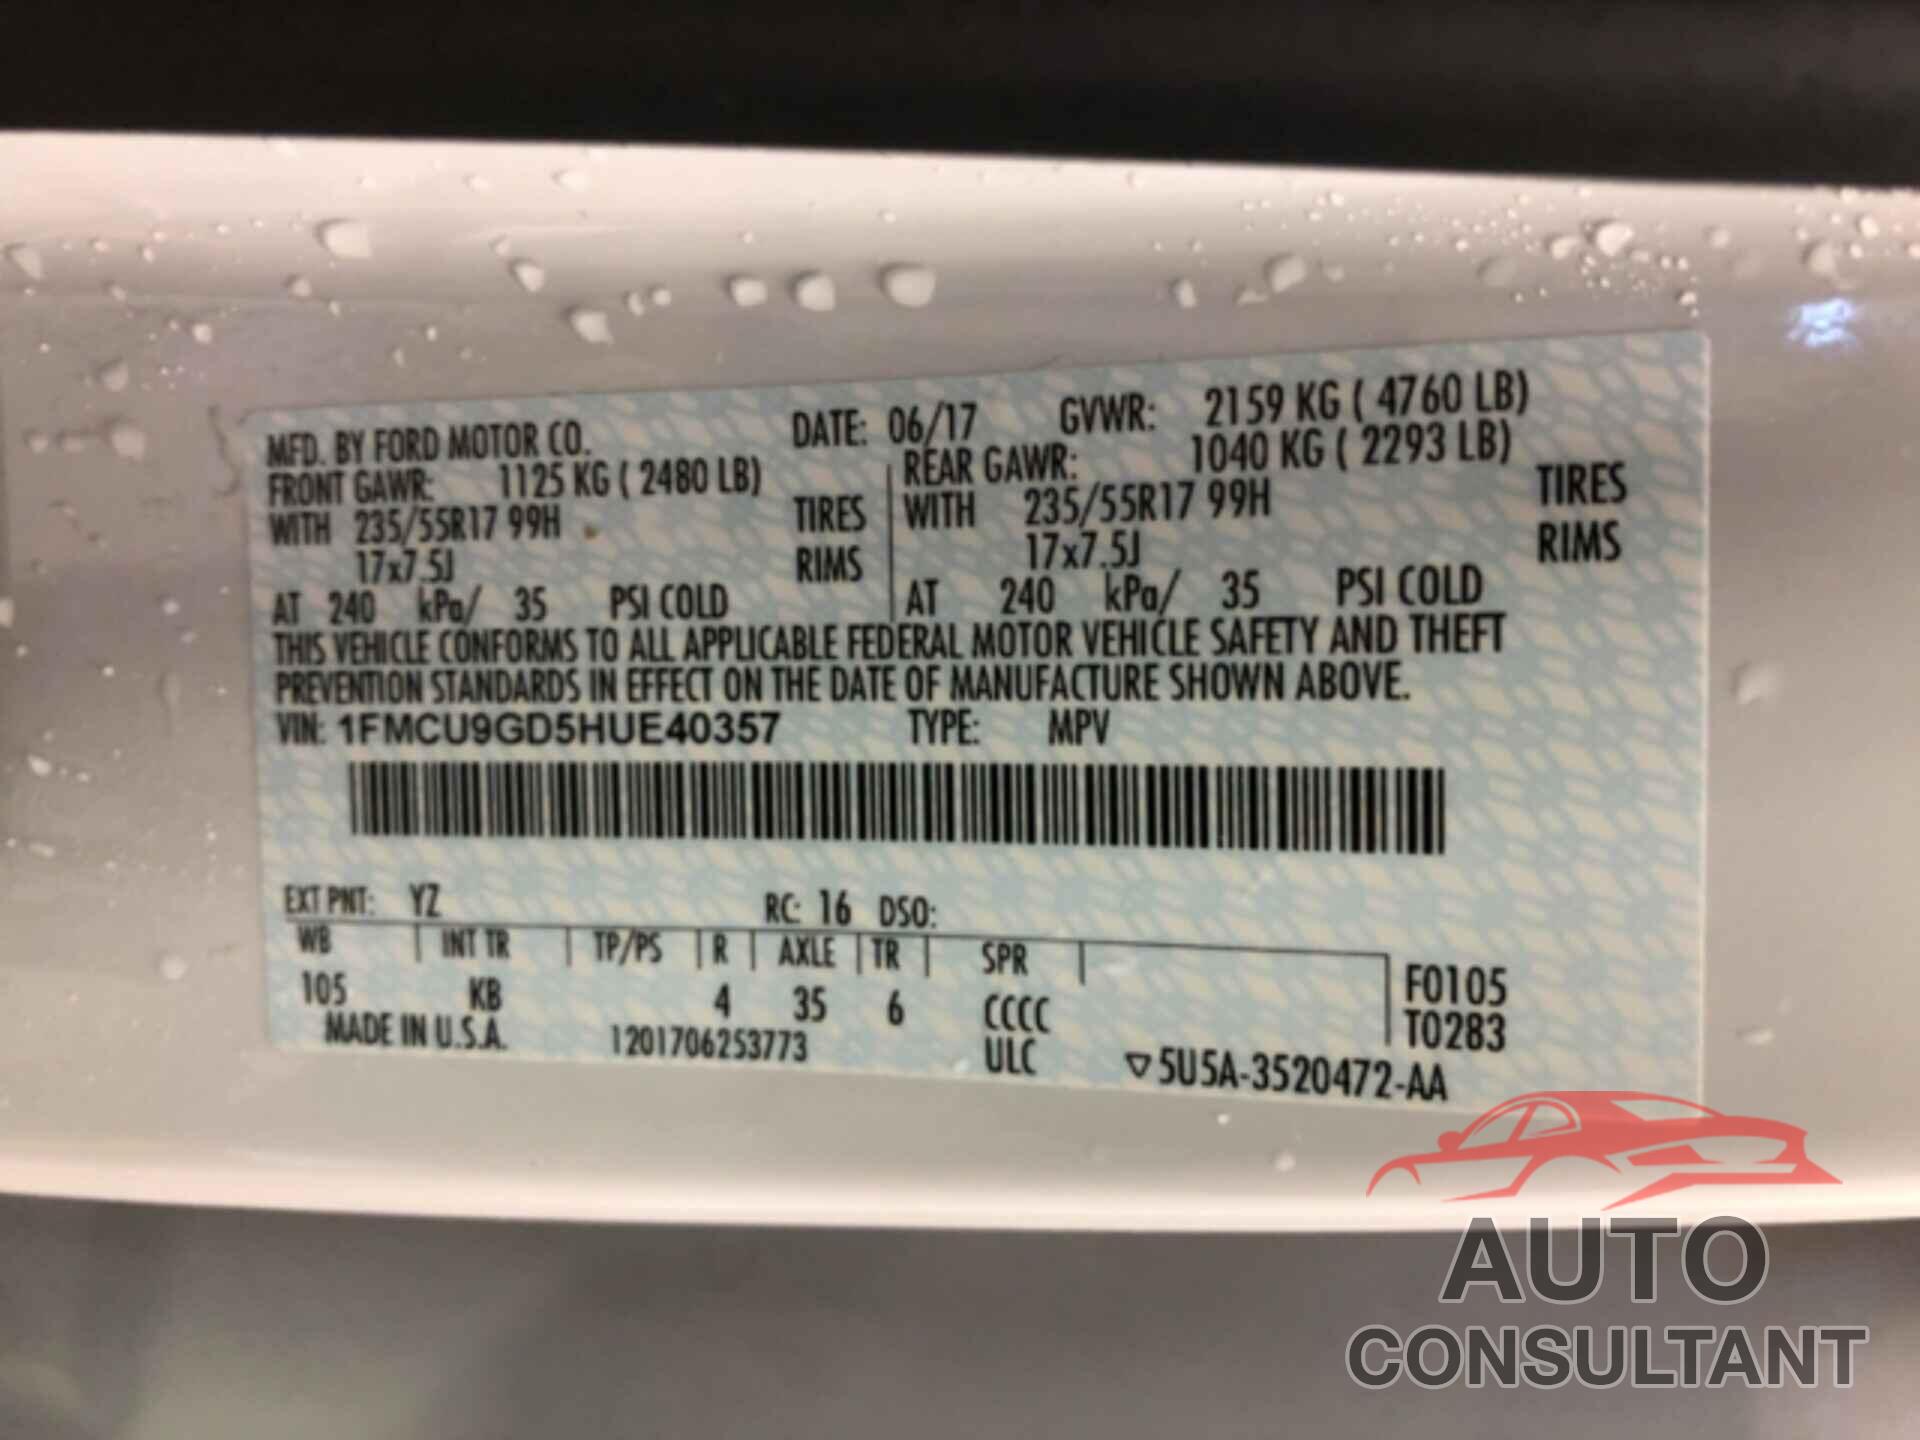 MFD. BY FORD MOTOR CO. DATE: 06/17 GVWR: 2159 KG ( 4760 LB)
FRONT GAWR: 1125 KG ( 2480 LB) REAR GAWR: 1040 KG ( 2293 LB)
WITH 235/55R17 99H TIRES WITH 235/55R17 99H TIRES
17x7.5J RIMS 17x7.5J RIMS
AT 240 kPa/ 35 PSI COLD AT 240 kPa/ 35 PSI COLD
THIS VEHICLE CONFORMS TO ALL APPLICABLE FEDERAL MOTOR VEHICLE SAFETY AND THEFT
PREVENTION STANDARDS IN EFFECT ON THE DATE OF MANUFACTURE SHOWN ABOVE.
VIN: 1FMCU9GD5HUE40357 TYPE: MPV
EXT PNT: YZ RC: 16 DSO:
WB INT TR TP/PS R AXLE TR SPR
105 KB 4 35 6 CCCC F0105
MADE IN U.S.A. 1201706253773 ULC T0283
▽5U5A-3520472-AA
AUTO
CONSULTANT